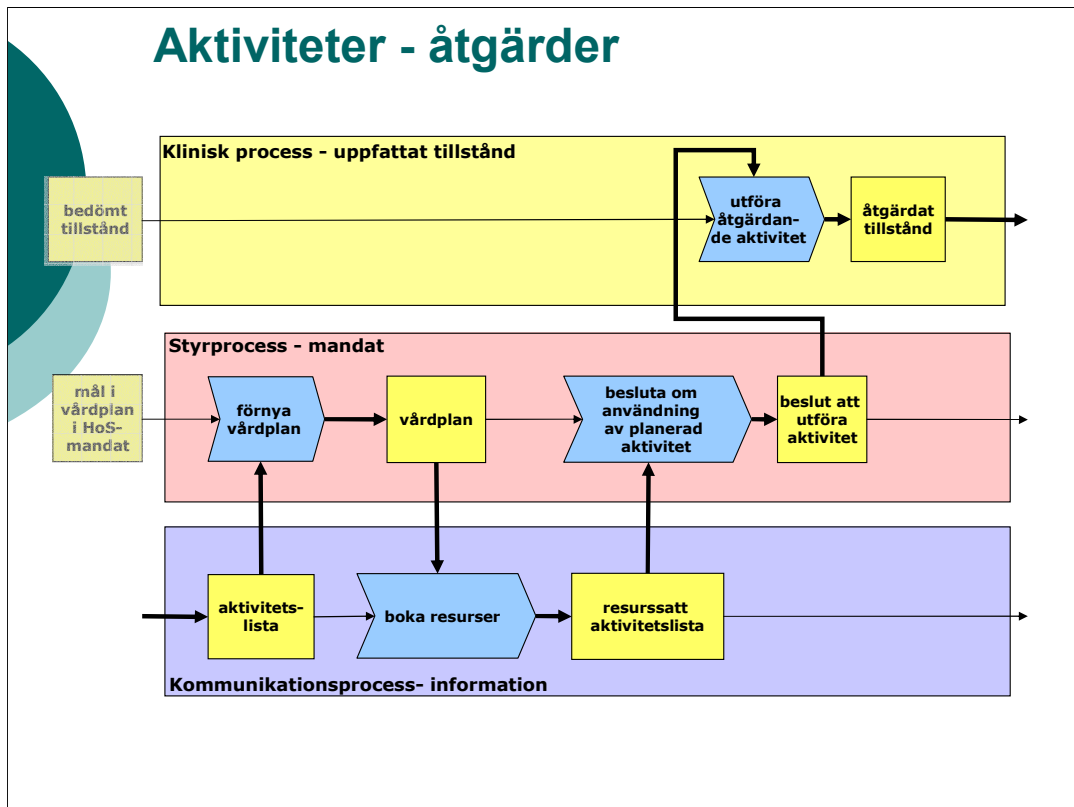 Aktiviteter - åtgärder
Klinisk process - uppfattat tillstånd
bedömt
tillstånd
utföra
åtgärdan-
de aktivitet
åtgärdat
tillstånd
Styrprocess - mandat
mål i
vårdplan
i HoS-
mandat
förnya
vårdplan
vårdplan
besluta om
användning
av planerad
aktivitet
beslut att
utföra
aktivitet
aktivitets-
lista
boka resurser
resurssatt
aktivitetslista
Kommunikationsprocess- information